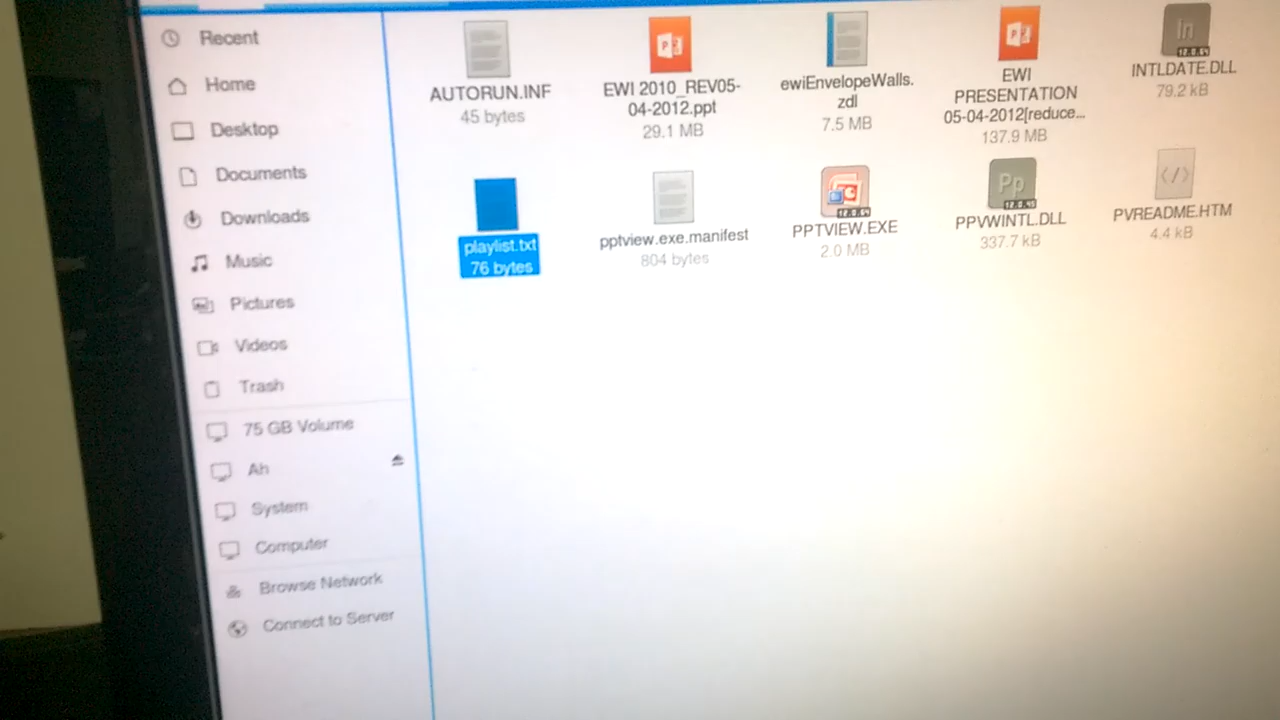 Recent
Home
Desktop
Documents
Downloads
Music
Pictures
Videos
Trash
75 GB Volume
Ah
System
Computer
Browse Network
Connect to Server
AUTORUN.INF
45 bytes
EWI 2010_REV05-
04-2012.ppt
29.1 MB
ewiEnvelopeWalls.
zdl
7.5 MB
EWI
PRESENTATION
05-04-2012[reduce...
137.9 MB
In
INTLDATE.DLL
79.2 kB
playlist.txt
76 bytes
pptview.exe.manifest
804 bytes
PPTVIEW.EXE
2.0 MB
Pp
PPVWINTL.DLL
337.7 kB
</>
PVREADME.HTM
4.4 kB